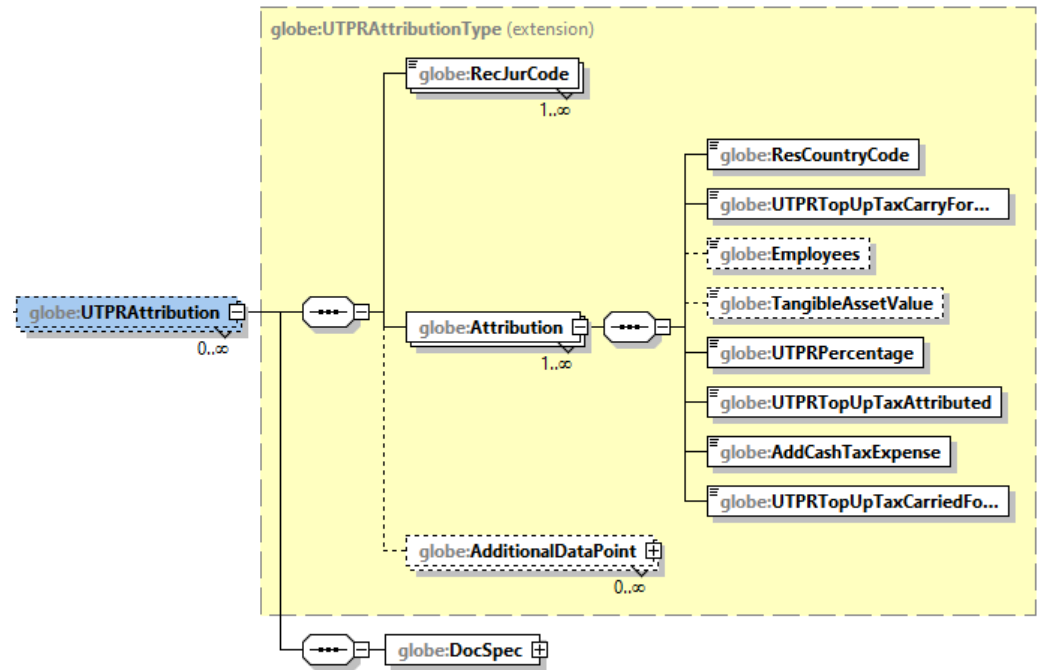 globe:UTPRAttributionType (extension)
globe:RecJurCode
1..∞
globe:ResCountryCode
globe:UTPRTopUpTaxCarryFor...
globe:Employees
globe:TangibleAssetValue
globe:UTPRAttribution
0..∞
globe:Attribution
1..∞
globe:UTPRPercentage
globe:UTPRTopUpTaxAttributed
globe:AddCashTaxExpense
globe:UTPRTopUpTaxCarriedFo...
globe:AdditionalDataPoint
0..∞
globe:DocSpec